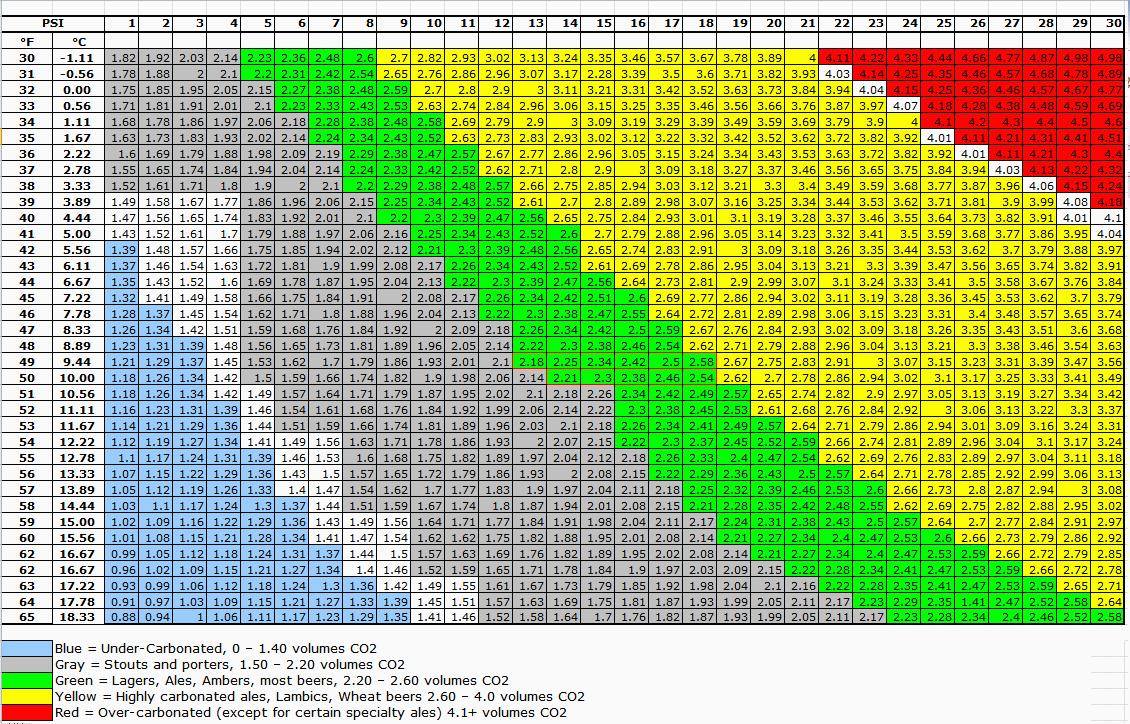 PSI 1 2 3 4 5 6 7 8 9 10 11 12 13 14 15 16 17 18 19 20 21 22 23 24 25 26 27 28 29 30
°F °C
30 -1.11 1.82 1.92 2.03 2.14 2.23 2.36 2.48 2.6 2.7 2.82 2.93 3.02 3.13 3.24 3.35 3.46 3.57 3.67 3.78 3.89 4 4.11 4.22 4.33 4.44 4.66 4.77 4.87 4.98 4.98
31 -0.56 1.78 1.88 2 2.1 2.2 2.31 2.42 2.54 2.65 2.76 2.86 2.96 3.07 3.17 2.28 3.39 3.5 3.6 3.71 3.82 3.93 4.03 4.14 4.25 4.35 4.46 4.57 4.68 4.78 4.89
32 0.00 1.75 1.85 1.95 2.05 2.15 2.27 2.38 2.48 2.59 2.7 2.8 2.9 3 3.11 3.21 3.31 3.42 3.52 3.63 3.73 3.84 3.94 4.04 4.15 4.25 4.36 4.46 4.57 4.67 4.77
33 0.56 1.71 1.81 1.91 2.01 2.1 2.23 2.33 2.43 2.53 2.63 2.74 2.84 2.96 3.06 3.15 3.25 3.35 3.46 3.56 3.66 3.76 3.87 3.97 4.07 4.18 4.28 4.38 4.48 4.59 4.69
34 1.11 1.68 1.78 1.86 1.97 2.06 2.18 2.28 2.38 2.48 2.58 2.69 2.79 2.9 3 3.09 3.19 3.29 3.39 3.49 3.59 3.69 3.79 3.9 4 4.1 4.2 4.3 4.4 4.5 4.6
35 1.67 1.63 1.73 1.83 1.93 2.02 2.14 2.24 2.34 2.43 2.52 2.63 2.73 2.83 2.93 3.02 3.12 3.22 3.32 3.42 3.52 3.62 3.72 3.82 3.92 4.01 4.11 4.21 4.31 4.41 4.51
36 2.22 1.6 1.69 1.79 1.88 1.98 2.09 2.19 2.29 2.38 2.47 2.57 2.67 2.77 2.86 2.96 3.05 3.15 3.24 3.34 3.43 3.53 3.63 3.72 3.82 3.92 4.01 4.11 4.21 4.3 4.4
37 2.78 1.55 1.65 1.74 1.84 1.94 2.04 2.14 2.24 2.33 2.42 2.52 2.62 2.71 2.8 2.9 3 3.09 3.18 3.27 3.37 3.46 3.56 3.65 3.75 3.84 3.94 4.03 4.13 4.22 4.32
38 3.33 1.52 1.61 1.71 1.8 1.9 2 2.1 2.2 2.29 2.38 2.48 2.57 2.66 2.75 2.85 2.94 3.03 3.12 3.21 3.3 3.4 3.49 3.59 3.68 3.77 3.87 3.96 4.06 4.15 4.24
39 3.89 1.49 1.58 1.67 1.77 1.86 1.96 2.06 2.15 2.25 2.34 2.43 2.52 2.61 2.7 2.8 2.89 2.98 3.07 3.16 3.25 3.34 3.44 3.53 3.62 3.71 3.81 3.9 3.99 4.08 4.18
40 4.44 1.47 1.56 1.65 1.74 1.83 1.92 2.01 2.1 2.2 2.3 2.39 2.47 2.56 2.65 2.75 2.84 2.93 3.01 3.1 3.19 3.28 3.37 3.46 3.55 3.64 3.73 3.82 3.91 4.01 4.1
41 5.00 1.43 1.52 1.61 1.7 1.79 1.88 1.97 2.06 2.16 2.25 2.34 2.43 2.52 2.6 2.7 2.79 2.88 2.96 3.05 3.14 3.23 3.32 3.41 3.5 3.59 3.68 3.77 3.86 3.95 4.04
42 5.56 1.39 1.48 1.57 1.66 1.75 1.85 1.94 2.02 2.12 2.21 2.3 2.39 2.48 2.56 2.65 2.74 2.83 2.91 3 3.09 3.18 3.26 3.35 3.44 3.53 3.62 3.7 3.79 3.88 3.97
43 6.11 1.37 1.46 1.54 1.63 1.72 1.81 1.9 1.99 2.08 2.17 2.26 2.34 2.43 2.52 2.61 2.69 2.78 2.86 2.95 3.04 3.13 3.21 3.3 3.39 3.47 3.56 3.65 3.74 3.82 3.91
44 6.67 1.35 1.43 1.52 1.6 1.69 1.78 1.87 1.95 2.04 2.13 2.22 2.3 2.39 2.47 2.56 2.64 2.73 2.81 2.9 2.99 3.07 3.1 3.24 3.33 3.41 3.5 3.58 3.67 3.76 3.84
45 7.22 1.32 1.41 1.49 1.58 1.66 1.75 1.84 1.91 2 2.08 2.17 2.26 2.34 2.42 2.51 2.6 2.69 2.77 2.86 2.94 3.02 3.11 3.19 3.28 3.36 3.45 3.53 3.62 3.7 3.79
46 7.78 1.28 1.37 1.45 1.54 1.62 1.71 1.8 1.88 1.96 2.04 2.13 2.22 2.3 2.38 2.47 2.55 2.64 2.72 2.81 2.89 2.98 3.06 3.15 3.23 3.31 3.4 3.48 3.57 3.65 3.74
47 8.33 1.26 1.34 1.42 1.51 1.59 1.68 1.76 1.84 1.92 2 2.09 2.18 2.26 2.34 2.42 2.5 2.59 2.67 2.76 2.84 2.93 3.02 3.09 3.18 3.26 3.35 3.43 3.51 3.6 3.68
48 8.89 1.23 1.31 1.39 1.48 1.56 1.65 1.73 1.81 1.89 1.96 2.05 2.14 2.22 2.3 2.38 2.46 2.54 2.62 2.71 2.79 2.88 2.96 3.04 3.13 3.21 3.3 3.38 3.46 3.54 3.63
49 9.44 1.21 1.29 1.37 1.45 1.53 1.62 1.7 1.79 1.86 1.93 2.01 2.1 2.18 2.25 2.34 2.42 2.5 2.58 2.67 2.75 2.83 2.91 3 3.07 3.15 3.23 3.31 3.39 3.47 3.56
50 10.00 1.18 1.26 1.34 1.42 1.5 1.59 1.66 1.74 1.82 1.9 1.98 2.06 2.14 2.21 2.3 2.38 2.46 2.54 2.62 2.7 2.78 2.86 2.94 3.02 3.1 3.17 3.25 3.33 3.41 3.49
51 10.56 1.18 1.26 1.34 1.42 1.49 1.57 1.64 1.71 1.79 1.87 1.95 2.02 2.1 2.18 2.26 2.34 2.42 2.49 2.57 2.65 2.74 2.82 2.9 2.97 3.05 3.13 3.19 3.27 3.34 3.42
52 11.11 1.16 1.23 1.31 1.39 1.46 1.54 1.61 1.68 1.76 1.84 1.92 1.99 2.06 2.14 2.22 2.3 2.38 2.45 2.53 2.61 2.68 2.76 2.84 2.92 3 3.06 3.13 3.22 3.3 3.37
53 11.67 1.14 1.21 1.29 1.36 1.44 1.51 1.59 1.66 1.74 1.81 1.89 1.96 2.03 2.1 2.18 2.26 2.34 2.41 2.49 2.57 2.64 2.71 2.79 2.86 2.94 3.01 3.09 3.16 3.24 3.31
54 12.22 1.12 1.19 1.27 1.34 1.41 1.49 1.56 1.63 1.71 1.78 1.86 1.93 2 2.07 2.15 2.22 2.3 2.37 2.45 2.52 2.59 2.66 2.74 2.81 2.89 2.96 3.04 3.1 3.17 3.24
55 12.78 1.1 1.17 1.24 1.31 1.39 1.46 1.53 1.6 1.68 1.75 1.82 1.89 1.97 2.04 2.12 2.18 2.26 2.33 2.4 2.47 2.54 2.62 2.69 2.76 2.83 2.89 2.97 3.04 3.11 3.18
56 13.33 1.07 1.15 1.22 1.29 1.36 1.43 1.5 1.57 1.65 1.72 1.79 1.86 1.93 2 2.08 2.15 2.22 2.29 2.36 2.43 2.5 2.57 2.64 2.71 2.78 2.85 2.92 2.99 3.06 3.13
57 13.89 1.05 1.12 1.19 1.26 1.33 1.4 1.47 1.54 1.62 1.7 1.77 1.83 1.9 1.97 2.04 2.11 2.18 2.25 2.32 2.39 2.46 2.53 2.6 2.66 2.73 2.8 2.87 2.94 3 3.08
58 14.44 1.03 1.1 1.17 1.24 1.3 1.37 1.44 1.51 1.59 1.67 1.74 1.8 1.87 1.94 2.01 2.08 2.15 2.21 2.28 2.35 2.42 2.48 2.55 2.62 2.69 2.75 2.82 2.88 2.95 3.02
59 15.00 1.02 1.09 1.16 1.22 1.29 1.36 1.43 1.49 1.56 1.64 1.71 1.77 1.84 1.91 1.98 2.04 2.11 2.17 2.24 2.31 2.38 2.43 2.5 2.57 2.64 2.7 2.77 2.84 2.91 2.97
60 15.56 1.01 1.08 1.15 1.21 1.28 1.34 1.41 1.47 1.54 1.62 1.62 1.75 1.82 1.88 1.95 2.01 2.08 2.14 2.21 2.27 2.34 2.4 2.47 2.53 2.6 2.66 2.73 2.79 2.86 2.92
62 16.67 0.99 1.05 1.12 1.18 1.24 1.31 1.37 1.44 1.5 1.57 1.63 1.69 1.76 1.82 1.89 1.95 2.02 2.08 2.14 2.21 2.27 2.34 2.4 2.47 2.53 2.59 2.66 2.72 2.79 2.85
62 16.67 0.96 1.02 1.09 1.15 1.21 1.27 1.34 1.4 1.46 1.52 1.59 1.65 1.71 1.78 1.84 1.9 1.97 2.03 2.09 2.15 2.22 2.28 2.34 2.41 2.47 2.53 2.59 2.66 2.72 2.78
63 17.22 0.93 0.99 1.06 1.12 1.18 1.24 1.3 1.36 1.42 1.49 1.55 1.61 1.67 1.73 1.79 1.85 1.92 1.98 2.04 2.1 2.16 2.22 2.28 2.35 2.41 2.47 2.53 2.59 2.65 2.71
64 17.78 0.91 0.97 1.03 1.09 1.15 1.21 1.27 1.33 1.39 1.45 1.51 1.57 1.63 1.69 1.75 1.81 1.87 1.93 1.99 2.05 2.11 2.17 2.23 2.29 2.35 1.41 2.47 2.52 2.58 2.64
65 18.33 0.88 0.94 1 1.06 1.11 1.17 1.23 1.29 1.35 1.41 1.46 1.52 1.58 1.64 1.7 1.76 1.82 1.87 1.93 1.99 2.05 2.11 2.17 2.23 2.28 2.34 2.4 2.46 2.52 2.58
Blue = Under-Carbonated, 0 – 1.40 volumes CO2
Gray = Stouts and porters, 1.50 – 2.20 volumes CO2
Green = Lagers, Ales, Ambers, most beers, 2.20 – 2.60 volumes CO2
Yellow = Highly carbonated ales, Lambics, Wheat beers 2.60 – 4.0 volumes CO2
Red = Over-carbonated (except for certain specialty ales) 4.1+ volumes CO2